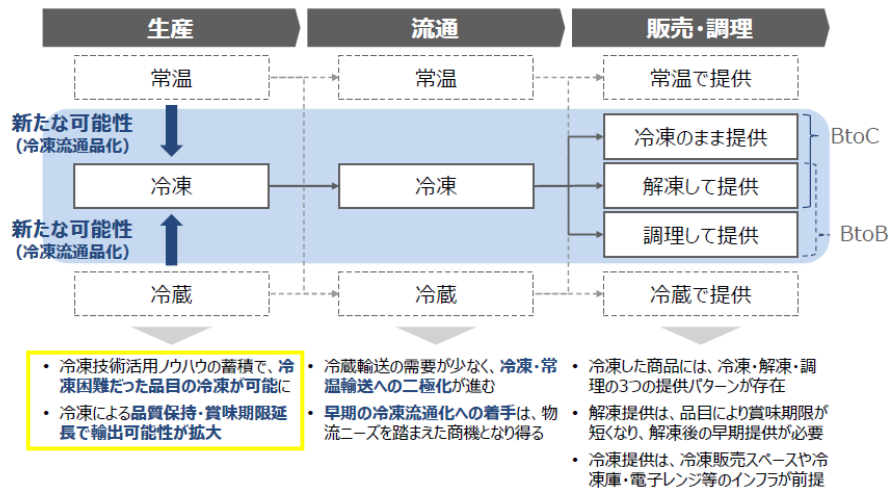 生産
流通
販売・調理
常温
常温
常温で提供
新たな可能性
(冷凍流通品化)
冷凍のまま提供
BtoC
冷凍
冷凍
解凍して提供
新たな可能性
(冷凍流通品化)
調理して提供
BtoB
冷蔵
冷蔵
冷蔵で提供
• 冷凍技術活用ノウハウの蓄積で、冷
凍困難だった品目の冷凍が可能に
• 冷凍による品質保持・賞味期限延
長で輸出可能性が拡大
• 冷蔵輸送の需要が少なく、冷凍・常
温輸送への二極化が進む
• 早期の冷凍流通化への着手は、物
流ニーズを踏まえた商機となり得る
• 冷凍した商品には、冷凍・解凍・調
理の3つの提供パターンが存在
• 解凍提供は、品目により賞味期限が
短くなり、解凍後の早期提供が必要
• 冷凍提供は、冷凍販売スペースや冷
凍庫・電子レンジ等のインフラが前提